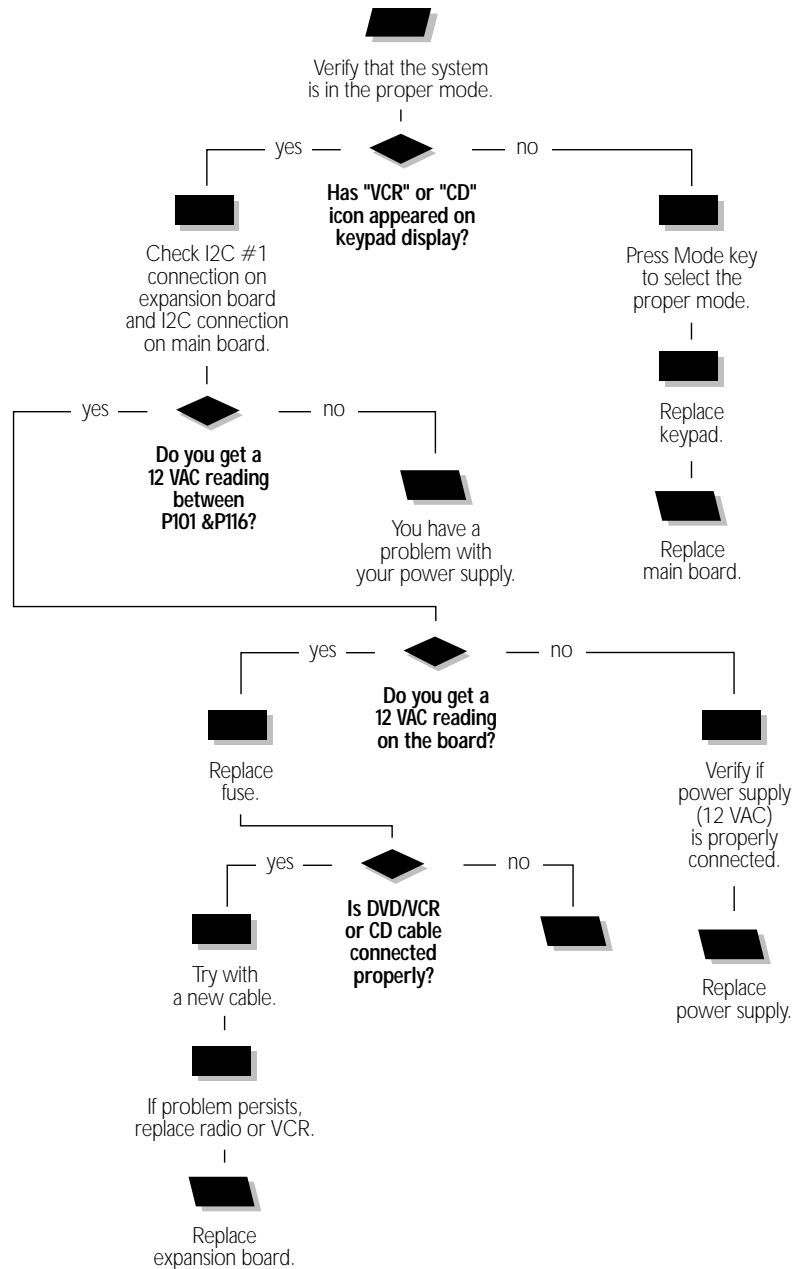 Verify that the system
is in the proper mode.
yes
no
Has "VCR" or "CD"
icon appeared on
keypad display?
Check I2C #1
connection on
expansion board
and I2C connection
on main board.
Press Mode key
to select the
proper mode.
Replace
keypad.
Replace
main board.
yes
no
Do you get a
12 VAC reading
between
P101 &P116?
You have a
problem with
your power supply.
yes
no
Do you get a
12 VAC reading
on the board?
Replace
fuse.
Verify if
power supply
(12 VAC)
is properly
connected.
Replace
power supply.
yes
no
Is DVD/VCR
or CD cable
connected
properly?
Try with
a new cable.
If problem persists,
replace radio or VCR.
Replace
expansion board.